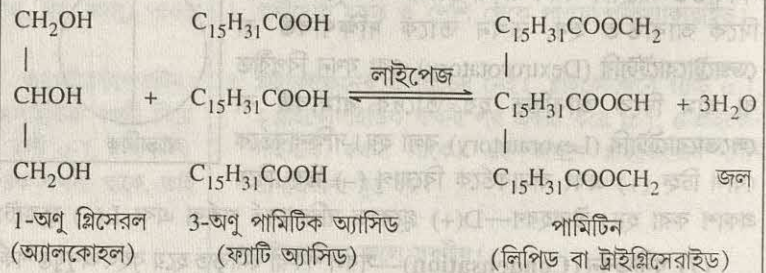 CH₂OH C₁₅H₃₁COOH C₁₅H₃₁COOCH₂
| |
CHOH + C₁₅H₃₁COOH ⇌ লাইপেজ C₁₅H₃₁COOCH + 3H₂O
| |
CH₂OH C₁₅H₃₁COOH C₁₅H₃₁COOCH₂ জল
1-অণু গ্লিসেরল 3-অণু পামিটিক অ্যাসিড পামিটিন
(অ্যালকোহল) (ফ্যাটি অ্যাসিড) (লিপিড বা ট্রাইগ্লিসেরাইড)